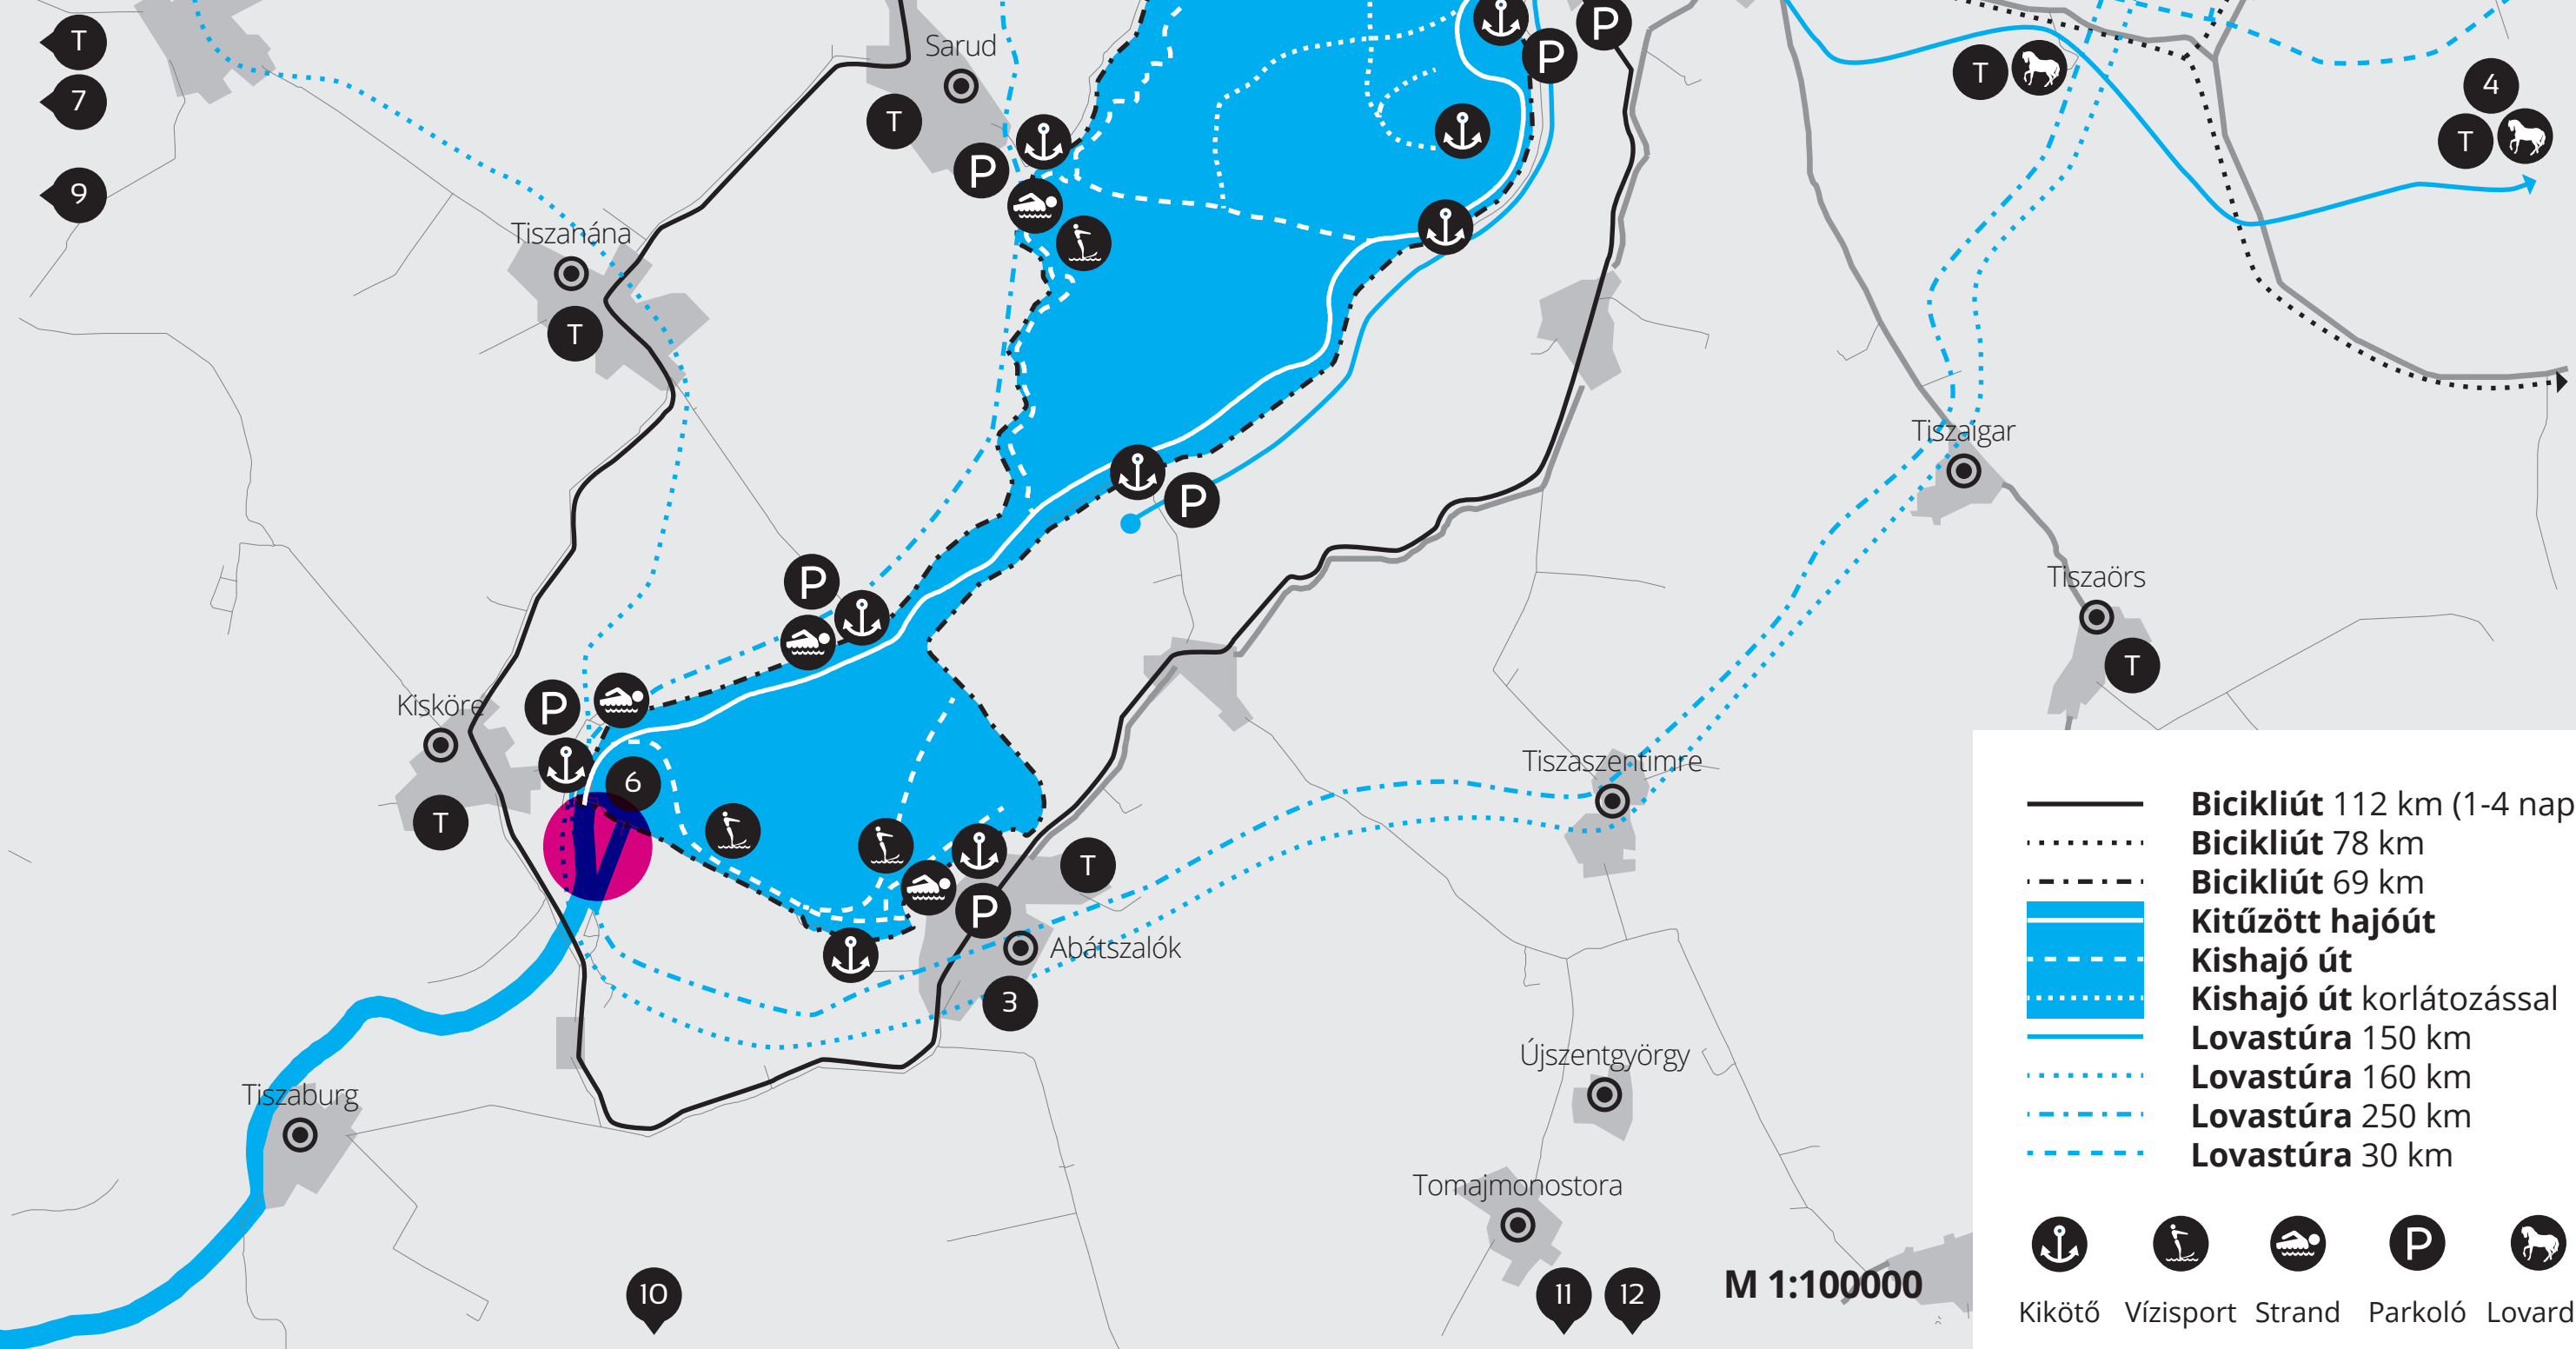 T
7
9
Sarud
T
P
P
P
T
4
T
Tiszanána
T
P
Tiszaigar
P
Tiszaörs
T
Kisköre
P
6
T
Tiszaszentimre
T
P
Abátszalók
3
Újszentgyörgy
Tiszaburg
Tomajmonostora
10
11
12
M 1:100000
Bicikliút 112 km (1-4 nap
Bicikliút 78 km
Bicikliút 69 km
Kitűzött hajóút
Kishajó út
Kishajó út korlátozással
Lovastúra 150 km
Lovastúra 160 km
Lovastúra 250 km
Lovastúra 30 km
P
Kikötő Vízisport Strand Parkoló Lovard